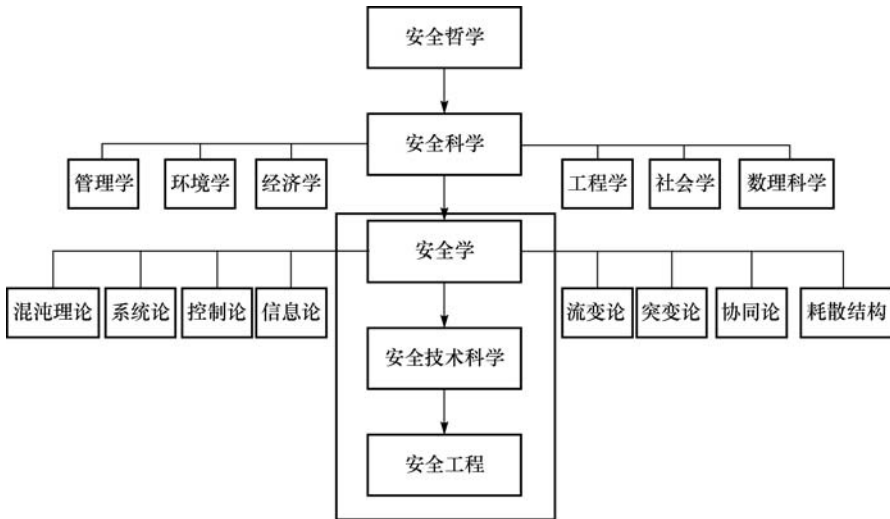 安全哲学
安全科学
管理学
环境学
经济学
工程学
社会学
数理科学
安全学
混沌理论
系统论
控制论
信息论
流变论
突变论
协同论
耗散结构
安全技术科学
安全工程